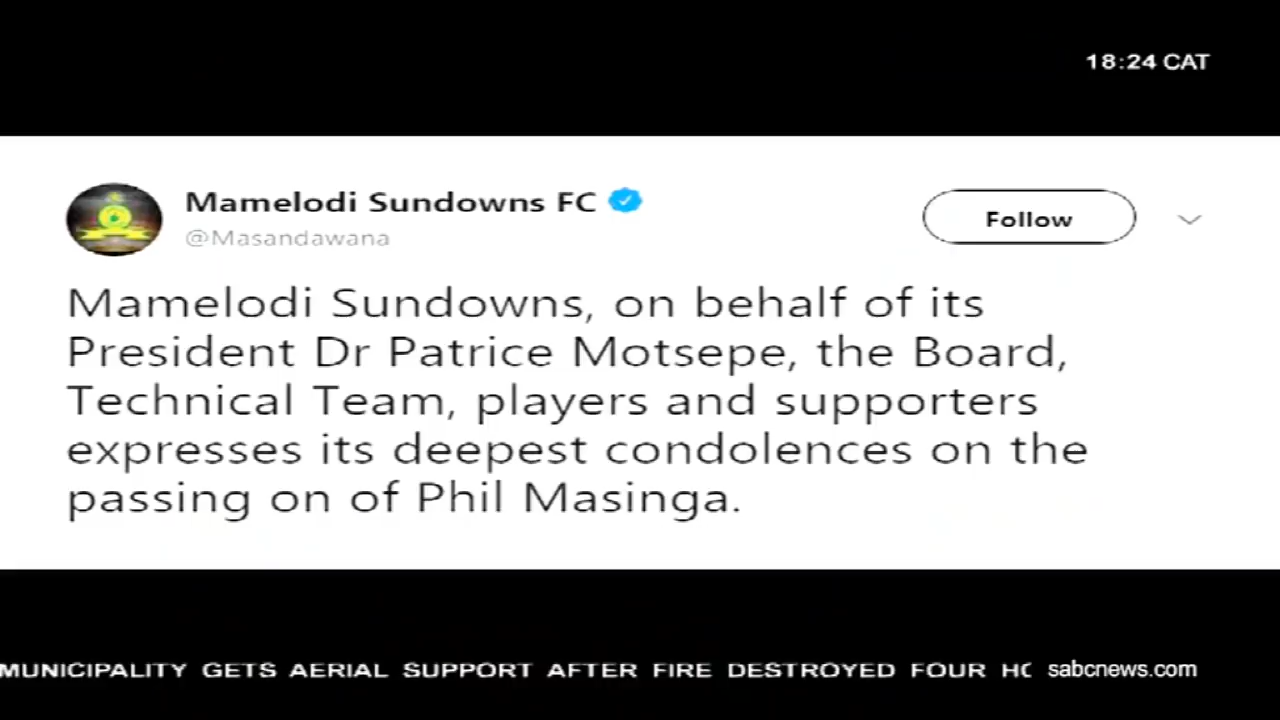 18:24 CAT
Mamelodi Sundowns FC
@Masandawana
Follow
Mamelodi Sundowns, on behalf of its
President Dr Patrice Motsepe, the Board,
Technical Team, players and supporters
expresses its deepest condolences on the
passing on of Phil Masinga.
MUNICIPALITY GETS AERIAL SUPPORT AFTER FIRE DESTROYED FOUR
sabcnews.com